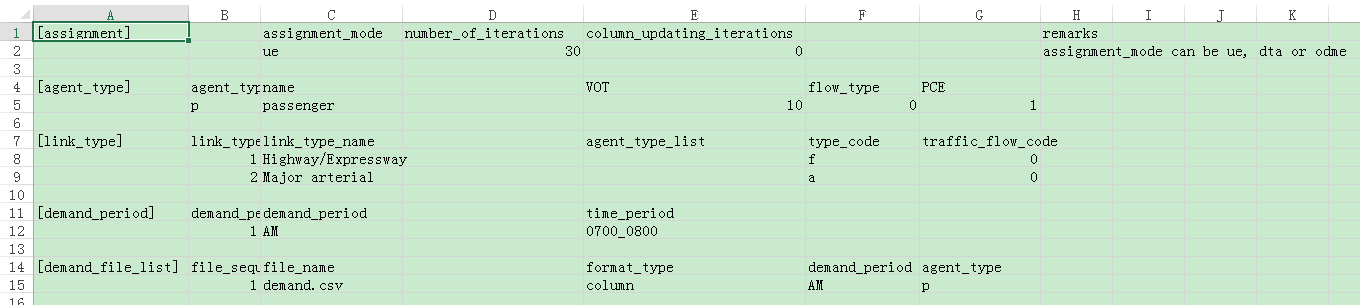 A B C D E F G H I J K
1 [assignment] assignment_mode number_of_iterations column_updating_iterations remarks
2 ue 30 0 assignment_mode can be ue, dta or odme
3
4 [agent_type] agent_typ name VOT flow_type PCE
5 p passenger 10 0 1
6
7 [link_type] link_type link_type_name agent_type_list type_code traffic_flow_code
8 1 Highway/Expressway f 0
9 2 Major arterial a 0
10
11 [demand_period] demand_pe demand_period time_period
12 1 AM 0700_0800
13
14 [demand_file_list] file_sequ file_name format_type demand_period agent_type
15 1 demand.csv column AM p
16